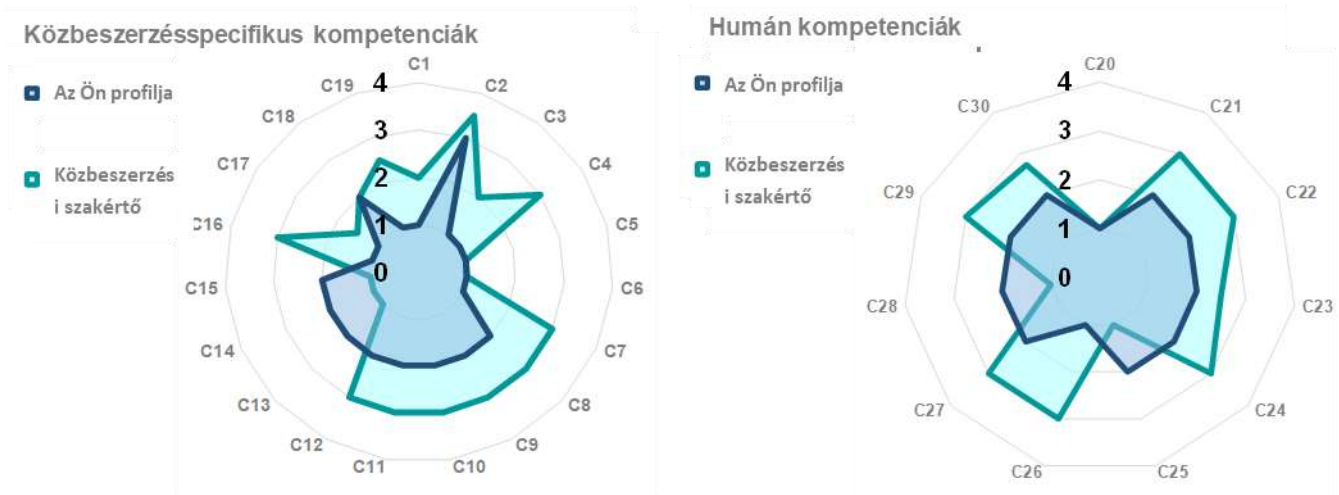 Közbeszerzésspecifikus kompetenciák
Az Ön profilja
Közbeszerzés
i szakértő
C1
C2
C3
C4
C5
C6
C7
C8
C9
C10
C11
C12
C13
C14
C15
C16
C17
C18
C19
4
3
2
1
0
Humán kompetenciák
Az Ön profilja
Közbeszerzés
i szakértő
C20
C21
C22
C23
C24
C25
C26
C27
C28
C29
C30
4
3
2
1
0